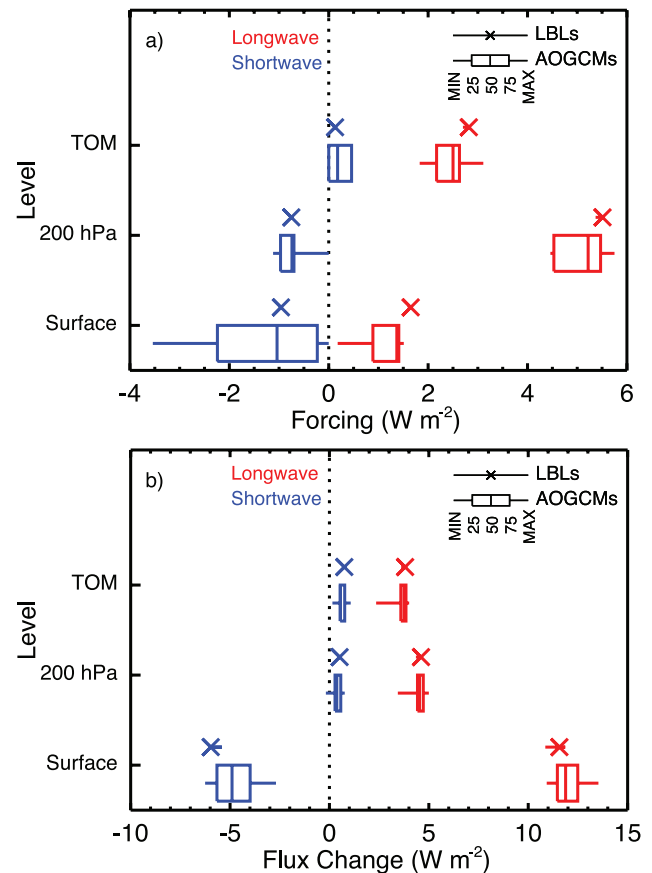 a)
Longwave
Shortwave
LBLs
AOGCMs
MIN
25
50
75
MAX
TOM
200 hPa
Surface
Level
-4 -2 0 2 4 6
Forcing (W m-2)
b)
Longwave
Shortwave
LBLs
AOGCMs
MIN
25
50
75
MAX
TOM
200 hPa
Surface
Level
-10 -5 0 5 10 15
Flux Change (W m-2)